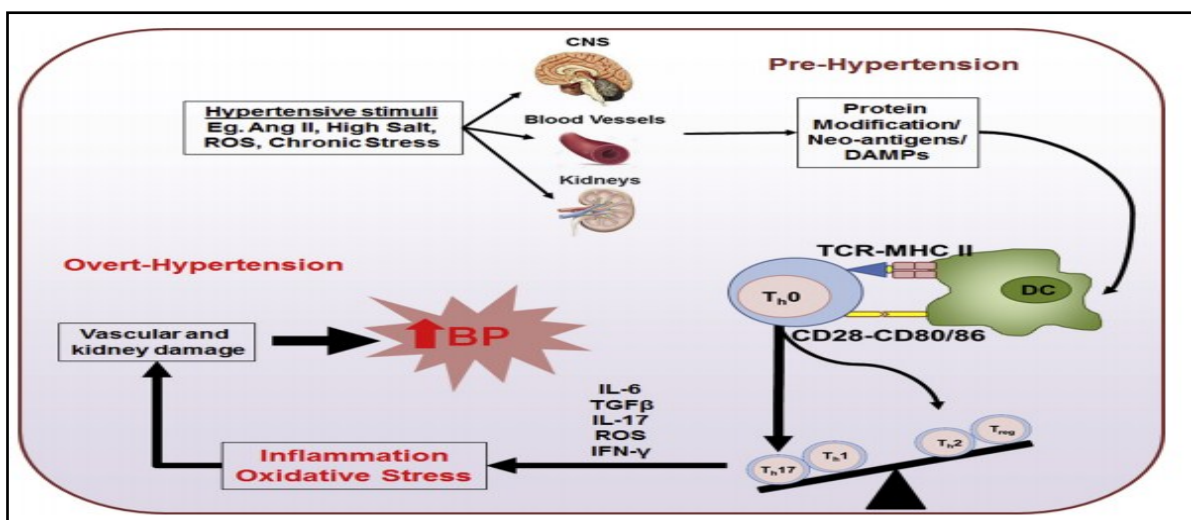 CNS
Pre-Hypertension
Hypertensive stimuli
Eg. Ang II, High Salt,
ROS, Chronic Stress
Blood Vessels
Kidneys
Protein
Modification/
Neo-antigens/
DAMPs
TCR-MHC II
Th0
DC
CD28-CD80/86
Overt-Hypertension
Vascular and
kidney damage
BP
IL-6
TGFβ
IL-17
ROS
IFN-γ
Inflammation
Oxidative Stress
Th17
Th1
Th2
Treg